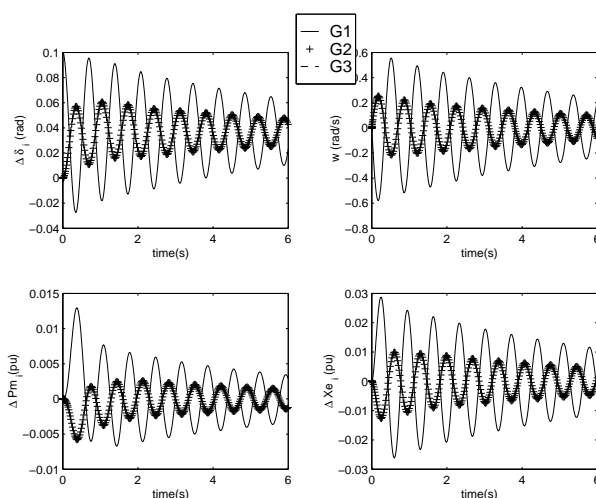 G1
G2
G3
0.1
0.08
0.06
0.04
0.02
0
−0.02
−0.04
0 2 4 6
time(s)
Δ δ i (rad)
0.6
0.4
0.2
0
−0.2
−0.4
−0.6
−0.8
0 2 4 6
time(s)
w (rad/s)
0.015
0.01
0.005
0
−0.005
−0.01
0 2 4 6
time(s)
Δ Pm i(pu)
0.03
0.02
0.01
0
−0.01
−0.02
−0.03
0 2 4 6
time(s)
Δ Xe i (pu)